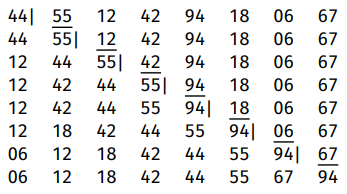 44| 55 12 42 94 18 06 67
44 55| 12 42 94 18 06 67
12 44 55| 42 94 18 06 67
12 42 44 55| 94 18 06 67
12 42 44 55 94| 18 06 67
12 18 42 44 55 94| 06 67
06 12 18 42 44 55 94| 67
06 12 18 42 44 55 67 94